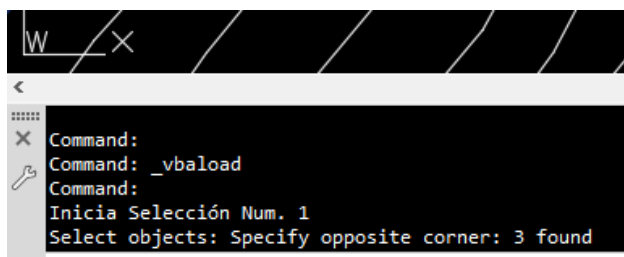 W X
Command:
Command: _vbaload
Command:
Inicia Selección Num. 1
Select objects: Specify opposite corner: 3 found